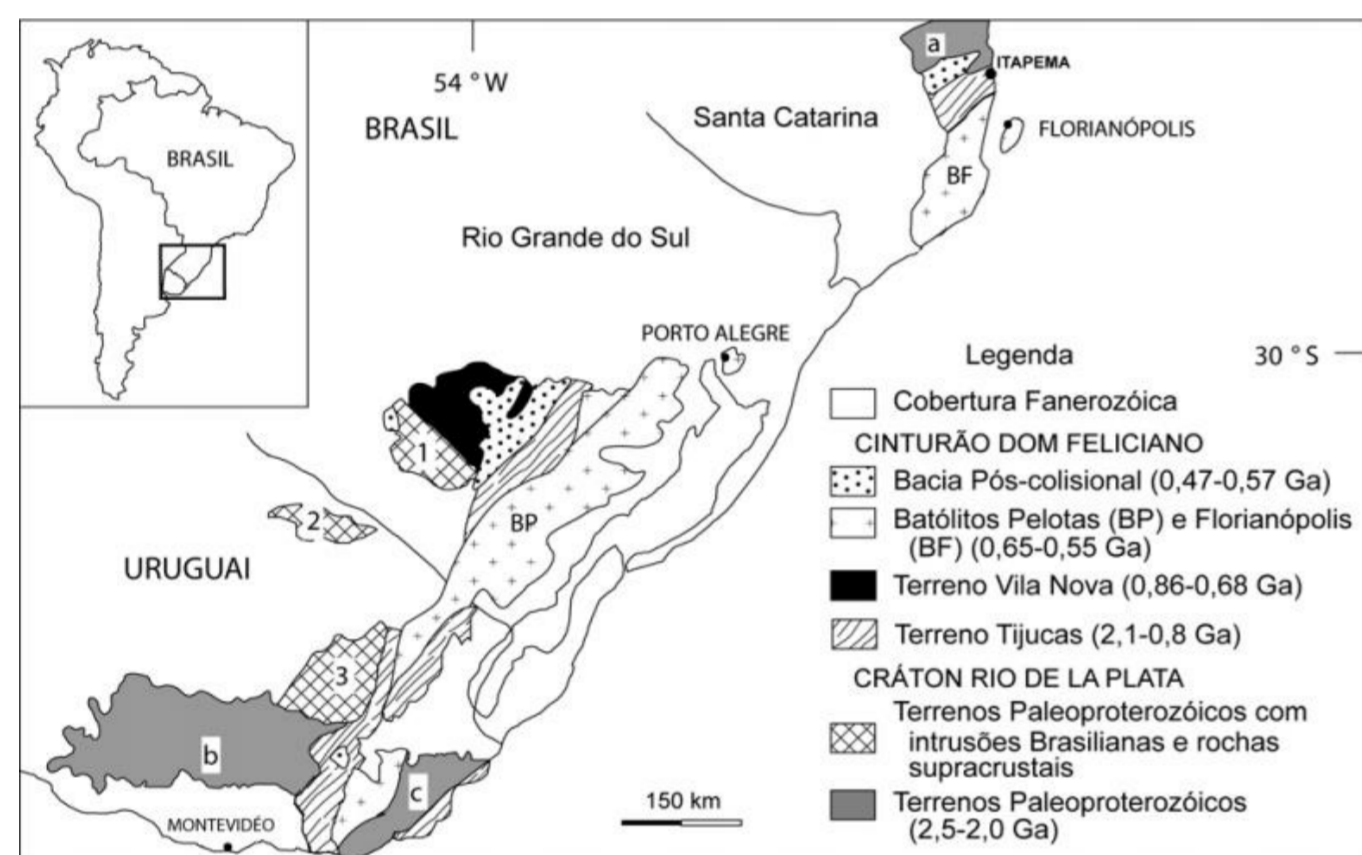 BRASIL
54 ° W
BRASIL
Santa Catarina
a
ITAPEMA
FLORIANÓPOLIS
BF
Rio Grande do Sul
PORTO ALEGRE
1
2
BP
URUGUAI
3
b
c
MONTEVIDÉO
150 km
30 ° S
Legenda
Cobertura Fanerozóica
CINTURÃO DOM FELICIANO
Bacia Pós-colisional (0,47-0,57 Ga)
Batólitos Pelotas (BP) e Florianópolis
(BF) (0,65-0,55 Ga)
Terreno Vila Nova (0,86-0,68 Ga)
Terreno Tijucas (2,1-0,8 Ga)
CRÁTON RIO DE LA PLATA
Terrenos Paleoproterozóicos com
intrusões Brasilianas e rochas
supracrustais
Terrenos Paleoproterozóicos
(2,5-2,0 Ga)